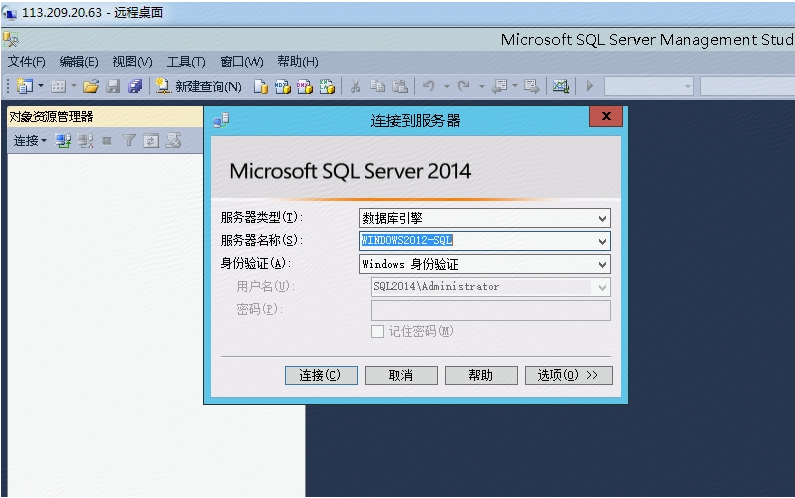 113.209.20.63 - 远程桌面
Microsoft SQL Server Management Stud
文件(F) 编辑(E) 视图(V) 工具(T) 窗口(W) 帮助(H)
新建查询(N)
对象资源管理器
连接
连接到服务器
x
Microsoft SQL Server 2014
服务器类型(T): 数据库引擎
服务器名称(S): WINDOWS2012-SQL
身份验证(A): Windows 身份验证
用户名(U): SQL2014\Administrator
密码(P):
记住密码(M)
连接(C) 取消 帮助 选项(O) >>